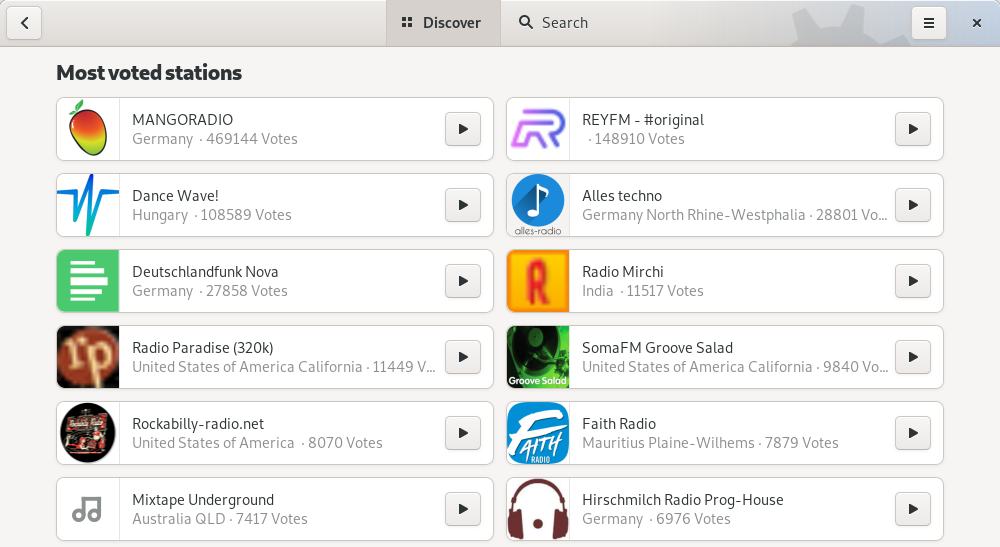 Discover
Search
Most voted stations
MANGORADIO
Germany · 469144 Votes
REYFM - #original
· 148910 Votes
Dance Wave!
Hungary · 108589 Votes
alles-radio
Alles techno
Germany North Rhine-Westphalia · 28801 Vo...
Deutschlandfunk Nova
Germany · 27858 Votes
R
Radio Mirchi
India · 11517 Votes
rp
Radio Paradise (320k)
United States of America California · 11449 V...
Groove Salad
SomaFM Groove Salad
United States of America California · 9840 Vo...
Rockabilly-radio.net
United States of America · 8070 Votes
FAITH
RADIO
Faith Radio
Mauritius Plaine-Wilhems · 7879 Votes
Mixtape Underground
Australia QLD · 7417 Votes
Hirschmilch Radio Prog-House
Germany · 6976 Votes